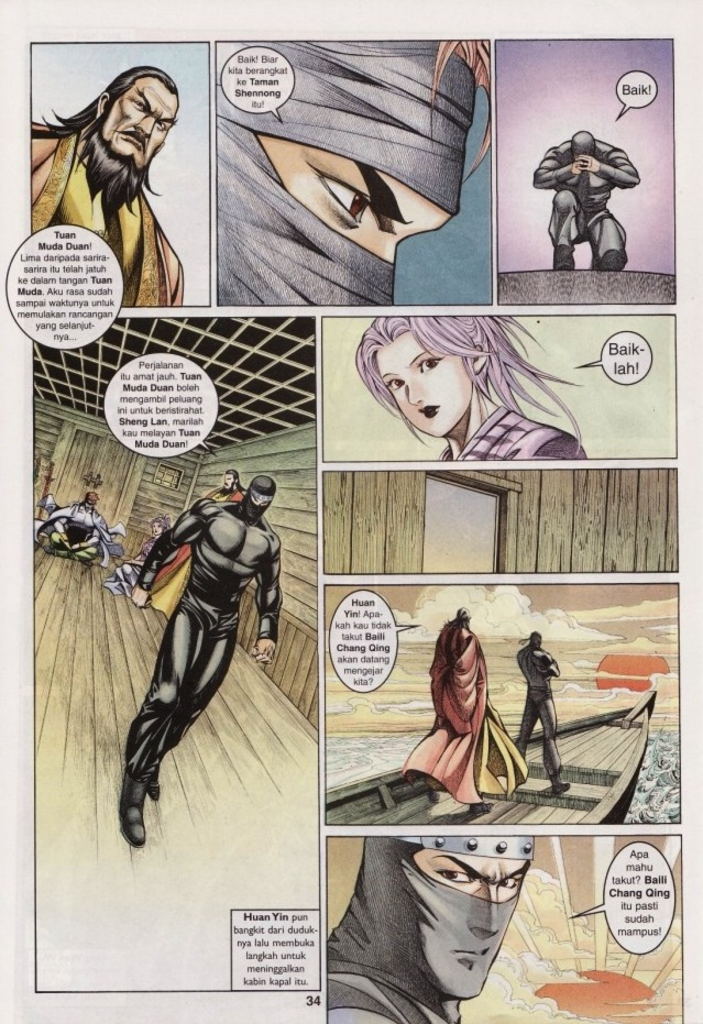 Tuan
Muda Duan!
Lima daripada sarira-
sarira itu telah jatuh
ke dalam tangan Tuan
Muda. Aku rasa sudah
sampai waktunya untuk
memulakan rancangan
yang selanjut-
nya...
Baik! Biar
kita berangkat
ke Taman
Shennong
itu!
Baik!
Perjalanan
itu amat jauh. Tuan
Muda Duan boleh
mengambil peluang
ini untuk beristirahat.
Sheng Lan, marilah
kau melayan Tuan
Muda Duan!
Baik-
lah!
Huan
Yin! Apa-
kah kau tidak
takut Baili
Chang Qing
akan datang
mengejar
kita?
Huan Yin pun
bangkit dari duduk-
nya lalu membuka
langkah untuk
meninggalkan
kabin kapal itu.
Apa
mahu
takut? Baili
Chang Qing
itu pasti
sudah
mampus!
34